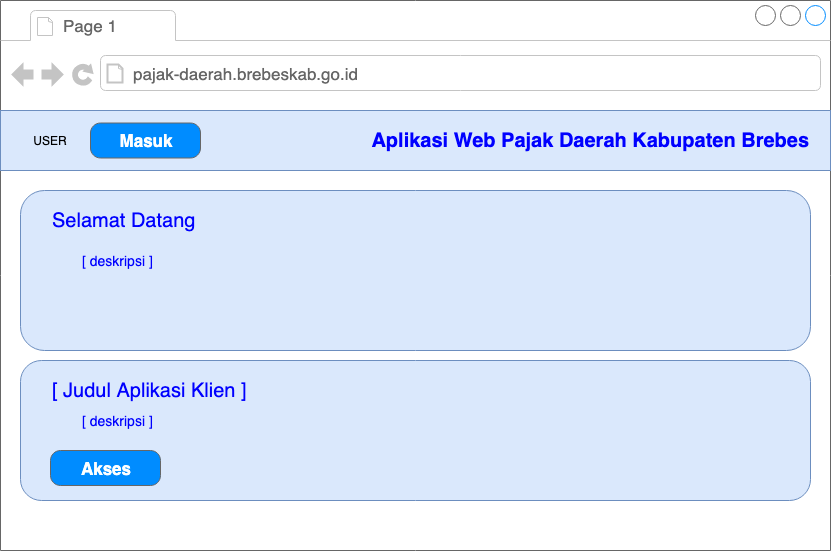 Page 1
pajak-daerah.brebeskab.go.id
USER Masuk Aplikasi Web Pajak Daerah Kabupaten Brebes
Selamat Datang
[ deskripsi ]
[ Judul Aplikasi Klien ]
[ deskripsi ]
Akses